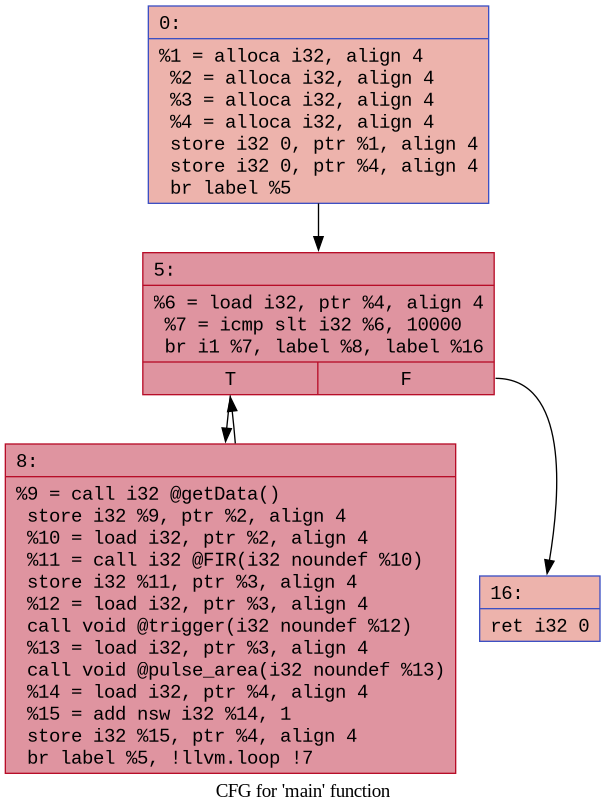 0:
%1 = alloca i32, align 4
%2 = alloca i32, align 4
%3 = alloca i32, align 4
%4 = alloca i32, align 4
store i32 0, ptr %1, align 4
store i32 0, ptr %4, align 4
br label %5
5:
%6 = load i32, ptr %4, align 4
%7 = icmp slt i32 %6, 10000
br i1 %7, label %8, label %16
T F
8:
%9 = call i32 @getData()
store i32 %9, ptr %2, align 4
%10 = load i32, ptr %2, align 4
%11 = call i32 @FIR(i32 noundef %10)
store i32 %11, ptr %3, align 4
%12 = load i32, ptr %3, align 4
call void @trigger(i32 noundef %12)
%13 = load i32, ptr %3, align 4
call void @pulse_area(i32 noundef %13)
%14 = load i32, ptr %4, align 4
%15 = add nsw i32 %14, 1
store i32 %15, ptr %4, align 4
br label %5, !llvm.loop !7
16:
ret i32 0
CFG for 'main' function